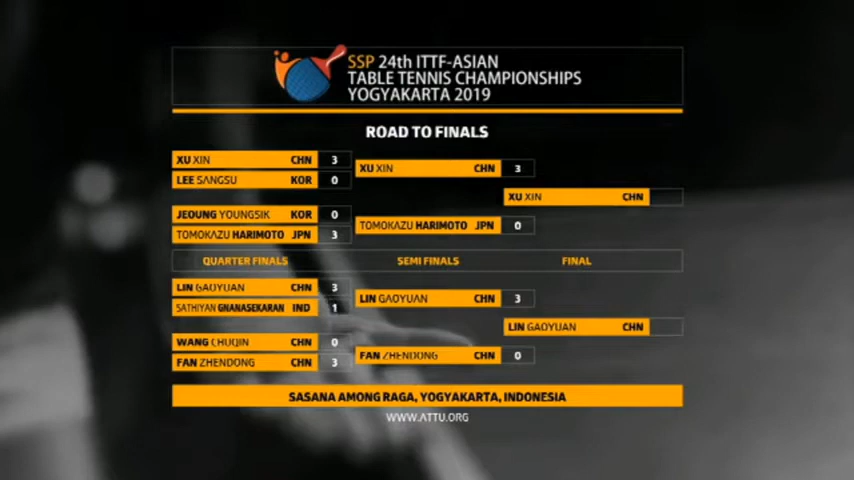 SSP 24th ITTF-ASIAN
TABLE TENNIS CHAMPIONSHIPS
YOGYAKARTA 2019
ROAD TO FINALS
XU XIN CHN 3
LEE SANGSU KOR 0
JEOUNG YOUNGSIK KOR 0
TOMOKAZU HARIMOTO JPN 3
XU XIN CHN 3
TOMOKAZU HARIMOTO JPN 0
XU XIN CHN
QUARTER FINALS SEMI FINALS FINAL
LIN GAOYUAN CHN 3
SATHIYAN GNANASEKARAN IND 1
WANG CHUQIN CHN 0
FAN ZHENDONG CHN 3
LIN GAOYUAN CHN 3
FAN ZHENDONG CHN 0
LIN GAOYUAN CHN
SASANA AMONG RAGA, YOGYAKARTA, INDONESIA
WWW.ATTU.ORG